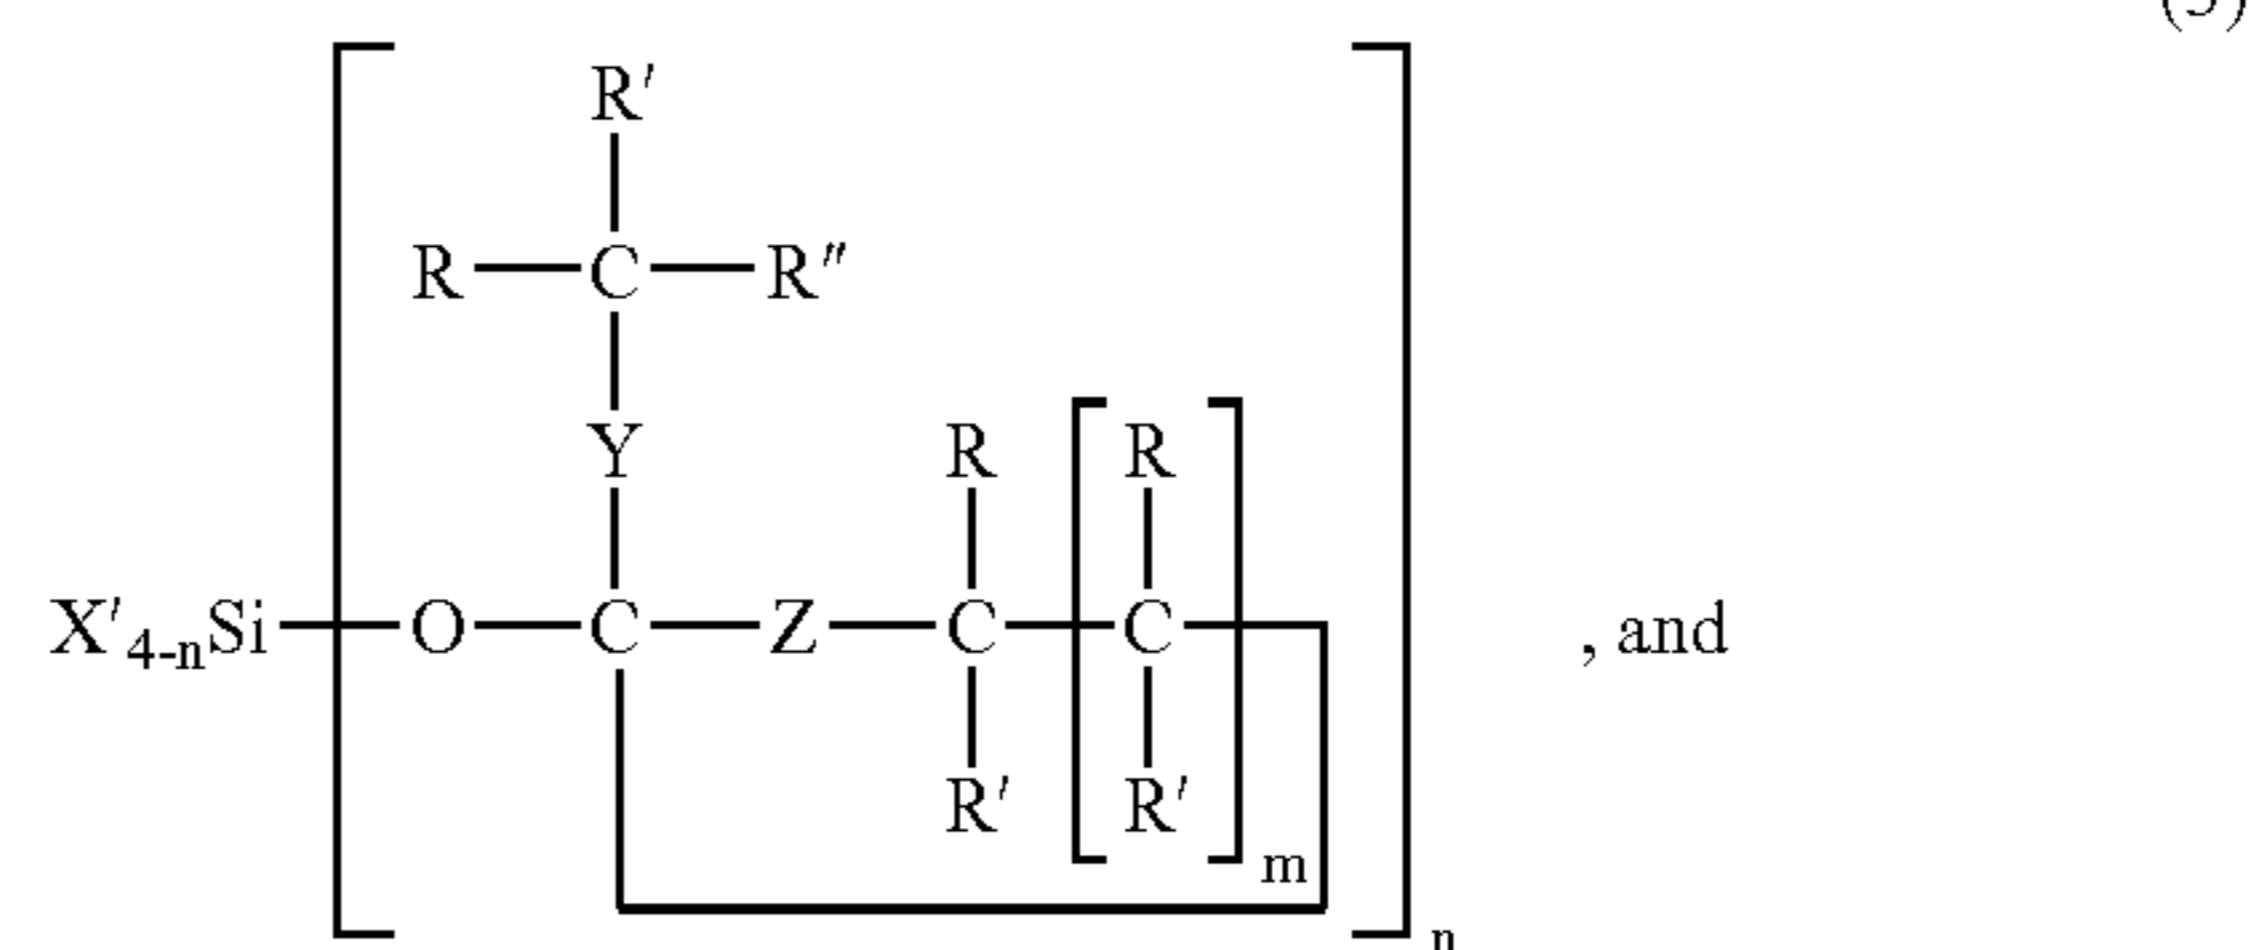 R′
R—C—R″
Y R R
X′4-nSi—O—C—Z—C—C— , and
R′ R′
m
n